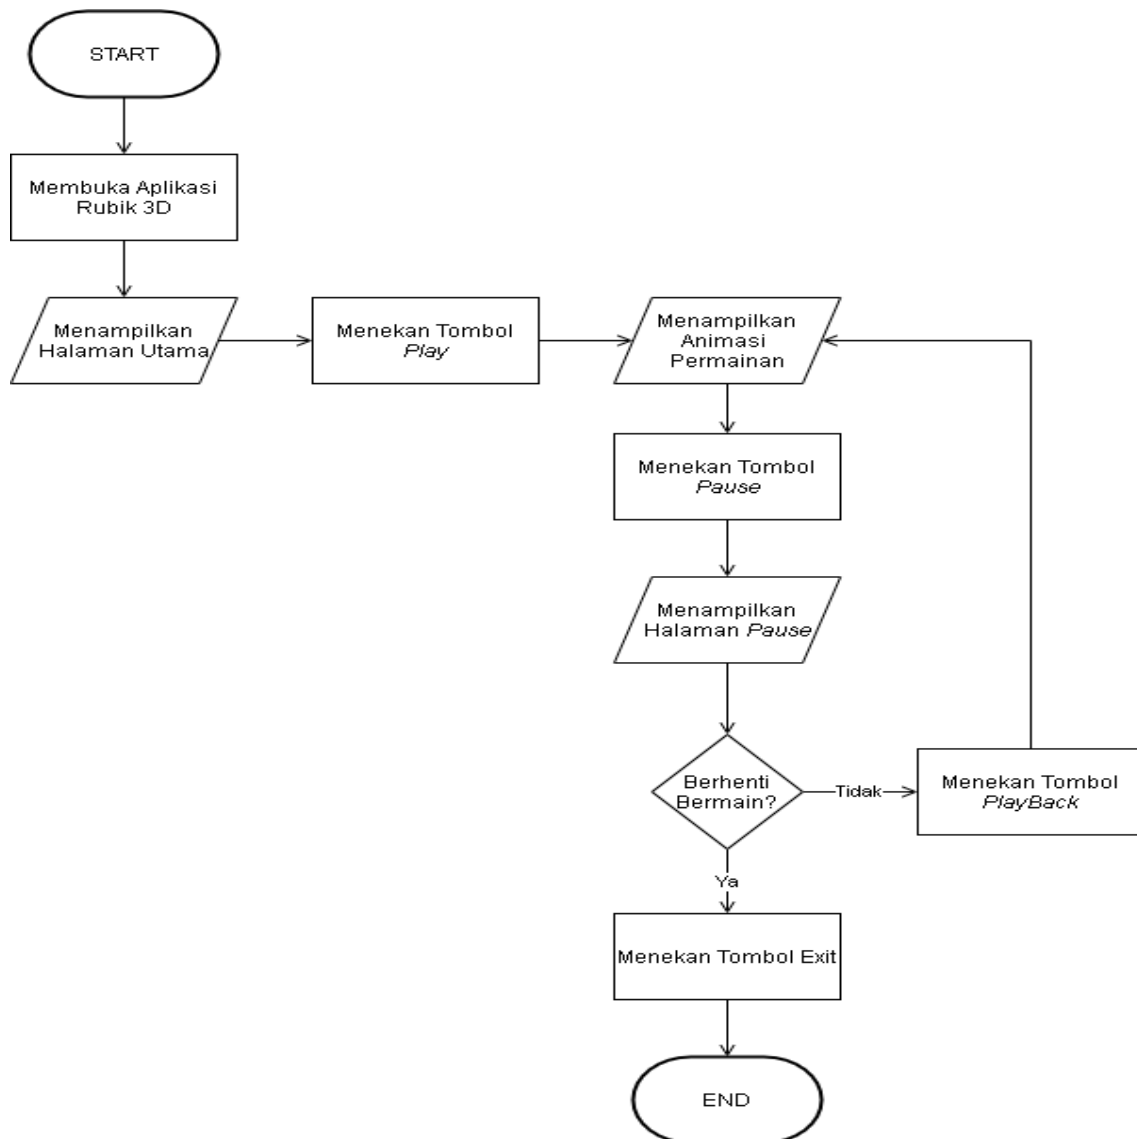 START
Membuka Aplikasi
Rubik 3D
Menampilkan
Halaman Utama
Menekan Tombol
Play
Menampilkan
Animasi
Permainan
Menekan Tombol
Pause
Menampilkan
Halaman Pause
Berhenti
Bermain?
Tidak
Menekan Tombol
PlayBack
Ya
Menekan Tombol Exit
END